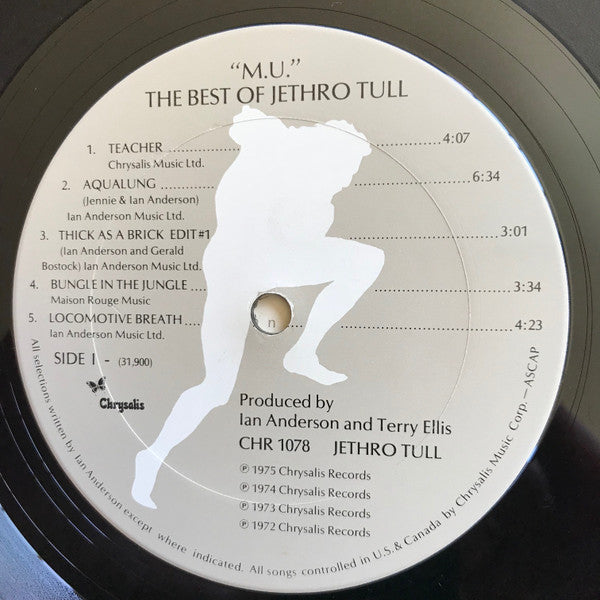 “M.U.”
THE BEST OF JETHRO TULL
1. TEACHER ........ 4:07
Chrysalis Music Ltd.
2. AQUALUNG ........ 6:34
(Jennie & Ian Anderson)
Ian Anderson Music Ltd.
3. THICK AS A BRICK EDIT #1 ........ 3:01
(Ian Anderson and Gerald
Bostock) Ian Anderson Music Ltd.
4. BUNGLE IN THE JUNGLE ........ 3:34
Maison Rouge Music
5. LOCOMOTIVE BREATH ........ 4:23
Ian Anderson Music Ltd.
SIDE I - (31,900)
n
Chrysalis
Produced by
Ian Anderson and Terry Ellis
CHR 1078 JETHRO TULL
℗ 1975 Chrysalis Records
℗ 1974 Chrysalis Records
℗ 1973 Chrysalis Records
℗ 1972 Chrysalis Records
All selections written by Ian Anderson except where indicated. All songs controlled in U.S. & Canada by Chrysalis Music Corp. — ASCAP